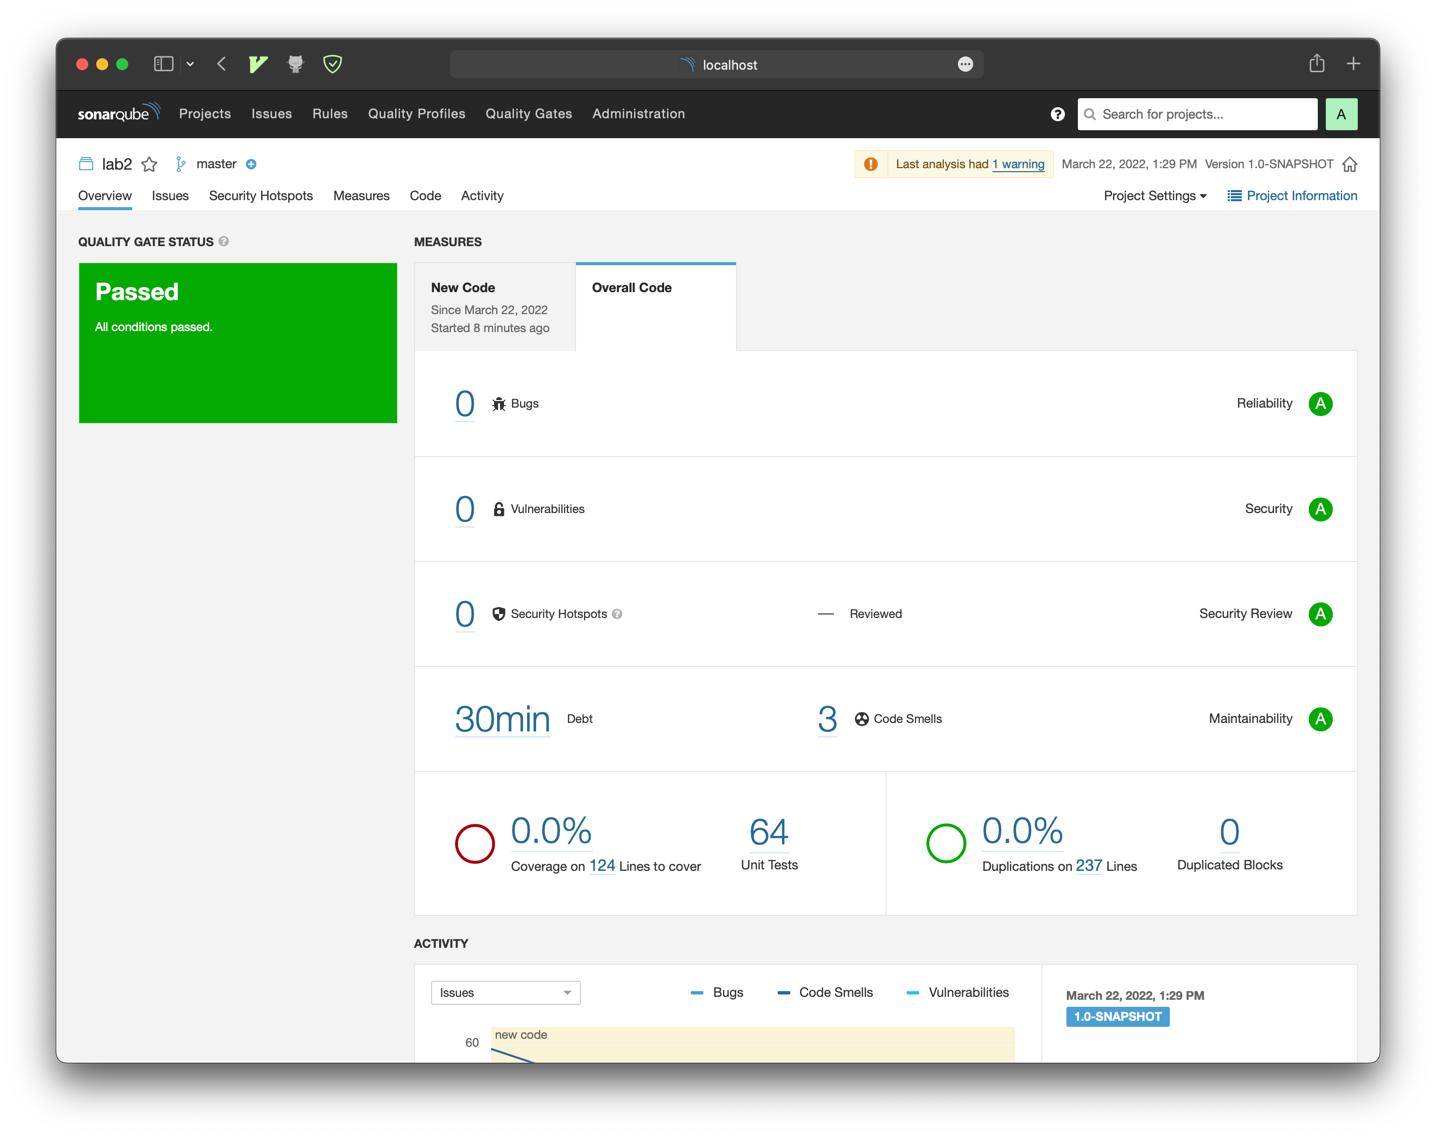 localhost
sonarqube Projects Issues Rules Quality Profiles Quality Gates Administration ? Search for projects... A
lab2 master Last analysis had 1 warning March 22, 2022, 1:29 PM Version 1.0-SNAPSHOT
Overview Issues Security Hotspots Measures Code Activity Project Settings Project Information
QUALITY GATE STATUS ?
Passed
All conditions passed.
MEASURES
New Code
Since March 22, 2022
Started 8 minutes ago
Overall Code
0 Bugs Reliability A
0 Vulnerabilities Security A
0 Security Hotspots ? — Reviewed Security Review A
30min Debt 3 Code Smells Maintainability A
0.0%
Coverage on 124 Lines to cover
64
Unit Tests
0.0%
Duplications on 237 Lines
0
Duplicated Blocks
ACTIVITY
Issues Bugs Code Smells Vulnerabilities
new code
60
March 22, 2022, 1:29 PM
1.0-SNAPSHOT